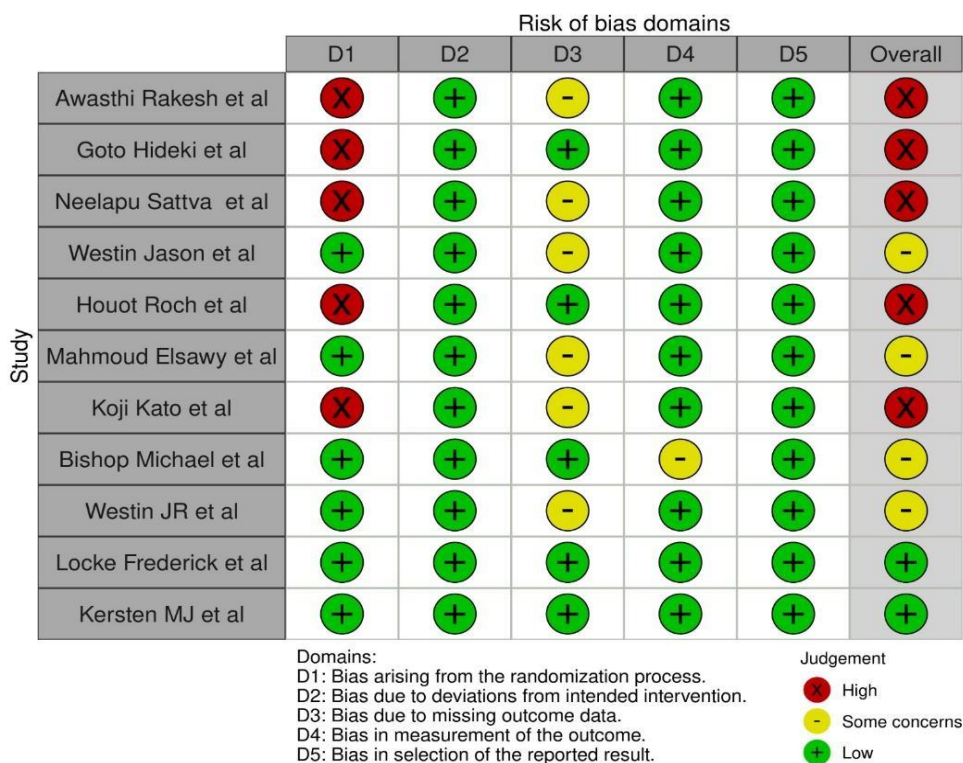 Risk of bias domains
D1 D2 D3 D4 D5 Overall
Study
Awasthi Rakesh et al X + - + + X
Goto Hideki et al X + + + + X
Neelapu Sattva et al X + - + + X
Westin Jason et al + + - + + -
Houot Roch et al X + + + + X
Mahmoud Elsawy et al + + - + + -
Koji Kato et al X + - + + X
Bishop Michael et al + + + - + -
Westin JR et al + + - + + -
Locke Frederick et al + + + + + +
Kersten MJ et al + + + + + +
Domains:
D1: Bias arising from the randomization process.
D2: Bias due to deviations from intended intervention.
D3: Bias due to missing outcome data.
D4: Bias in measurement of the outcome.
D5: Bias in selection of the reported result.
Judgement
X High
- Some concerns
+ Low